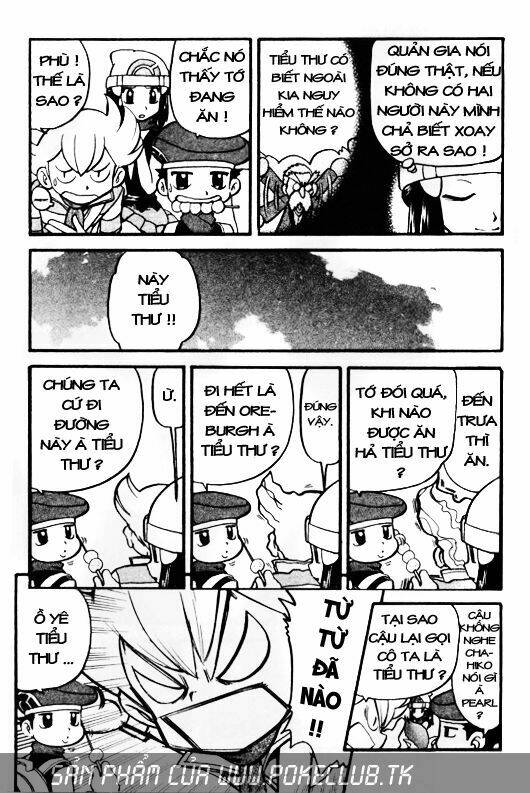 PHÙ !
THẾ LÀ
SAO ?
CHẮC NÓ
THẤY TỚ
ĐANG
ĂN !
TIỂU THƯ CÓ
BIẾT NGOÀI
KIA NGUY
HIỂM THẾ NÀO
KHÔNG ?
QUẢN GIA NÓI
ĐÚNG THẬT, NẾU
KHÔNG CÓ HAI
NGƯỜI NÀY MÌNH
CHẢ BIẾT XOAY
SỞ RA SAO !
NÀY
TIỂU
THƯ !!
CHÚNG TA
CỨ ĐI
ĐƯỜNG
NÀY À TIỂU
THƯ ?
Ừ.
ĐI HẾT LÀ
ĐẾN ORE-
BURGH À
TIỂU THƯ ?
ĐÚNG
VẬY.
TỚ ĐÓI QUÁ,
KHI NÀO
ĐƯỢC ĂN
HẢ TIỂU THƯ
?
ĐẾN
TRƯA
THÌ
ĂN.
Ồ YÊ
TIỂU
THƯ ...
TỪ
TỪ
ĐÃ
NÀO
!!
TẠI SAO
CẬU LẠI GỌI
CÔ TA LÀ
TIỂU THƯ ?
CẬU
KHÔNG
NGHE
CHA-
HIKO
NÓI GÌ
À
PEARL
?
SẢN PHẨM CỦA WWW.POKECLUB.TK